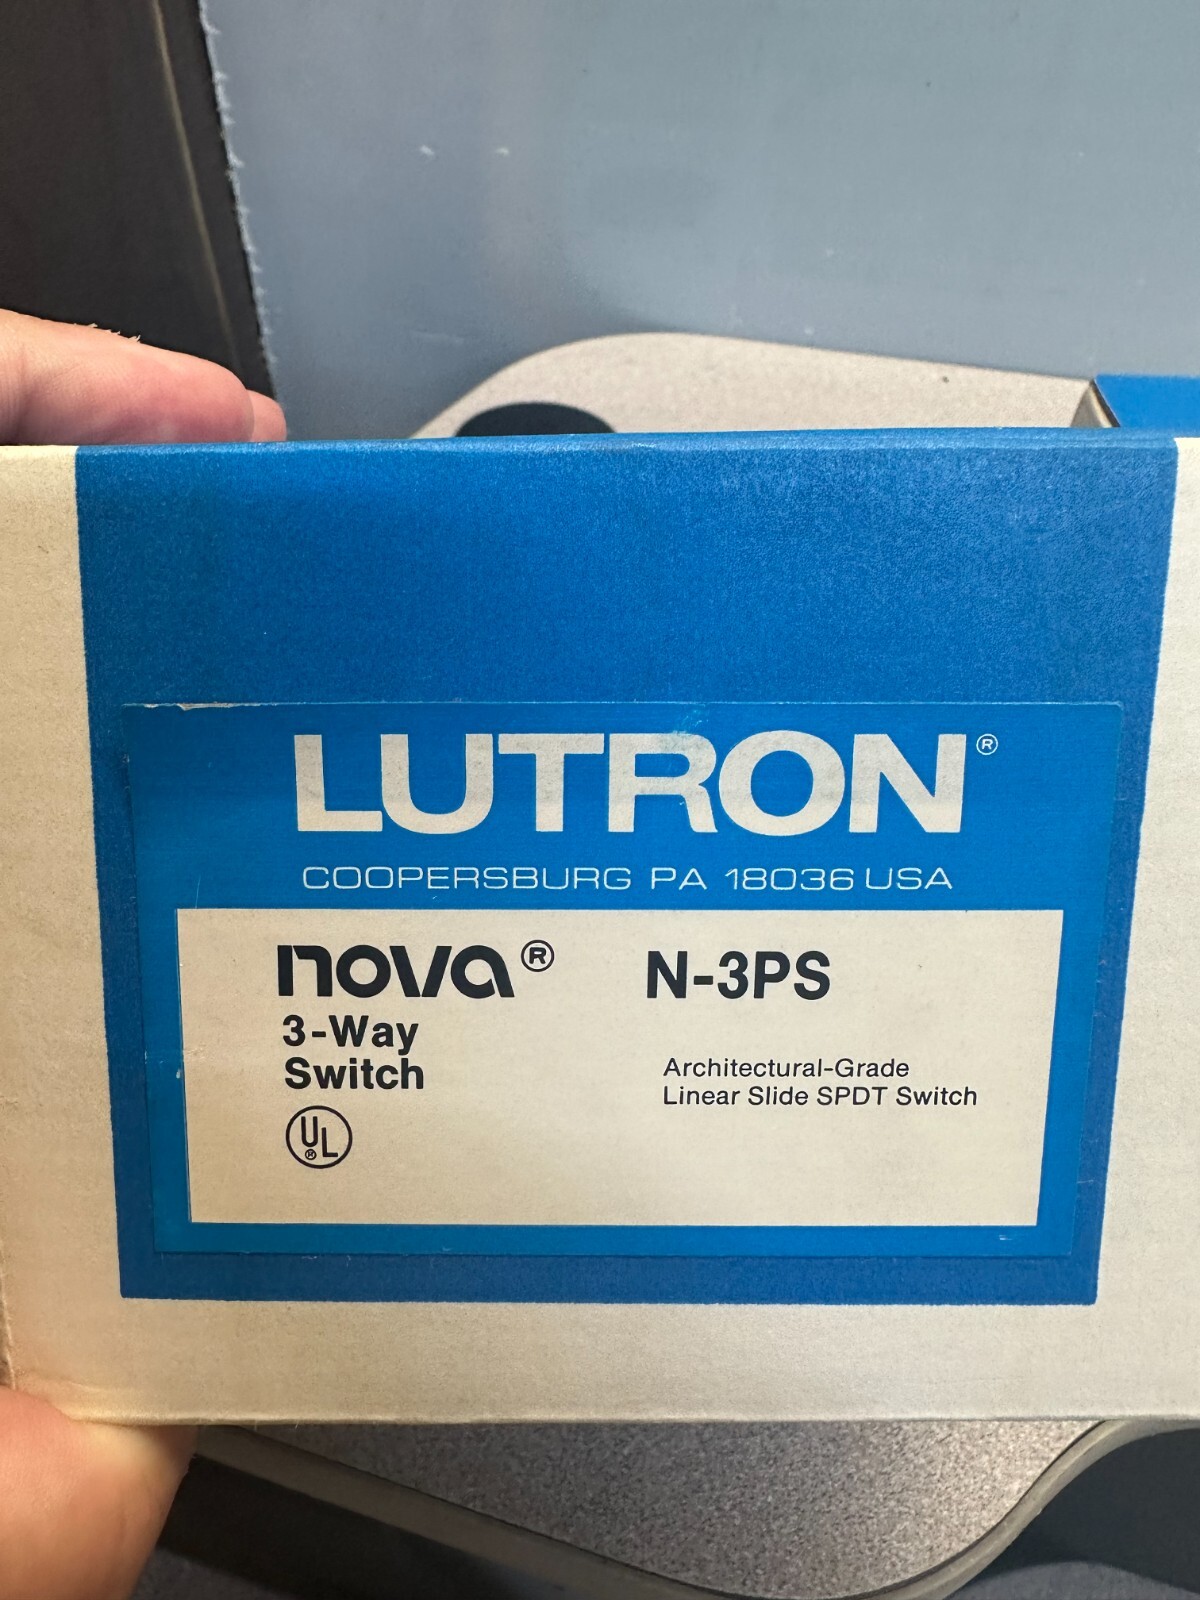 LUTRON®
COOPERSBURG PA 18036 USA
nova® N-3PS
3-Way
Switch
Architectural-Grade
Linear Slide SPDT Switch
UL®